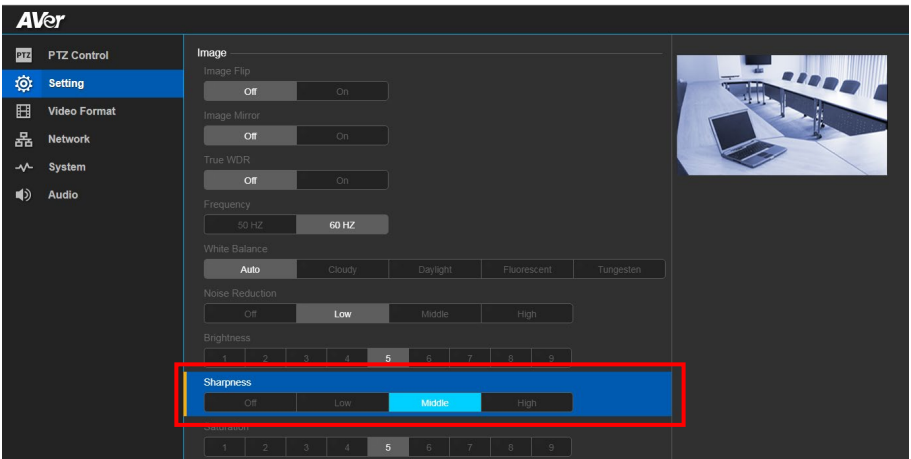 AVer
PTZ PTZ Control
Setting
Video Format
Network
System
Audio
Image
Image Flip
Off On
Image Mirror
Off On
True WDR
Off On
Frequency
50 HZ 60 HZ
White Balance
Auto Cloudy Daylight Fluorescent Tungesten
Noise Reduction
Off Low Middle High
Brightness
1 2 3 4 5 6 7 8 9
Sharpness
Off Low Middle High
Saturation
1 2 3 4 5 6 7 8 9